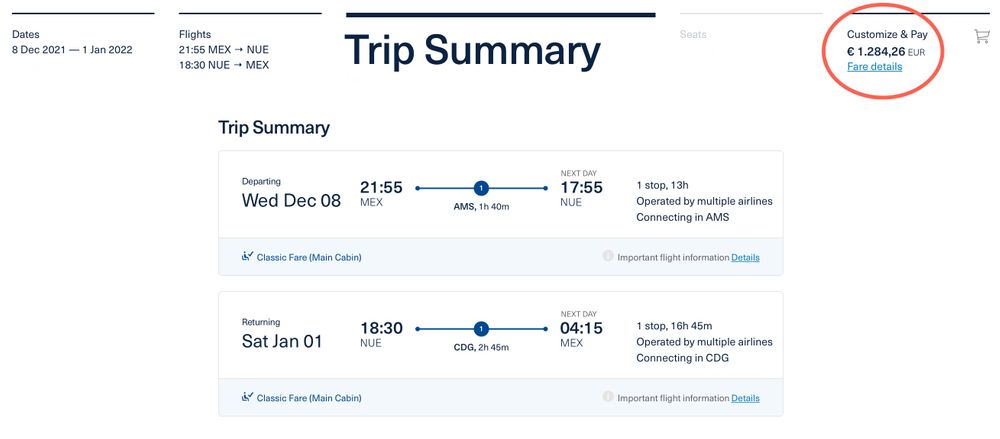 Dates
8 Dec 2021 — 1 Jan 2022
Flights
21:55 MEX → NUE
18:30 NUE → MEX
Trip Summary
Seats
Customize & Pay
€ 1.284,26 EUR
Fare details
Trip Summary
Departing
Wed Dec 08
21:55
MEX
1
AMS, 1h 40m
NEXT DAY
17:55
NUE
1 stop, 13h
Operated by multiple airlines
Connecting in AMS
Classic Fare (Main Cabin)
Important flight information Details
Returning
Sat Jan 01
18:30
NUE
1
CDG, 2h 45m
NEXT DAY
04:15
MEX
1 stop, 16h 45m
Operated by multiple airlines
Connecting in CDG
Classic Fare (Main Cabin)
Important flight information Details